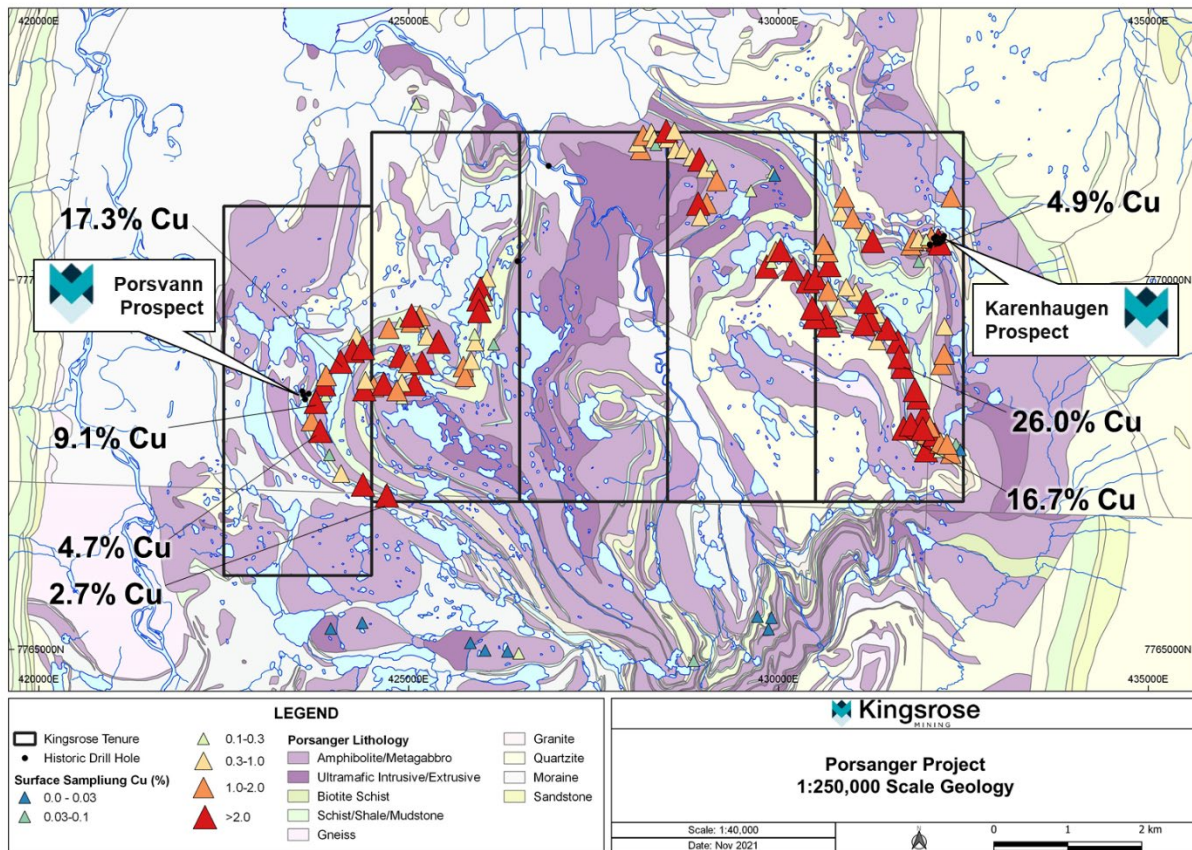 420000E
425000E
430000E
435000E
17.3% Cu
4.9% Cu
Porsvann
Prospect
777
7770000N
Karenhaugen
Prospect
9.1% Cu
26.0% Cu
16.7% Cu
4.7% Cu
2.7% Cu
7765000N
7765000N
420000E
425000E
430000E
435000E
LEGEND
Kingsrose Tenure
Historic Drill Hole
Surface Sampliung Cu (%)
0.0 - 0.03
0.03-0.1
0.1-0.3
0.3-1.0
1.0-2.0
>2.0
Porsanger Lithology
Amphibolite/Metagabbro
Ultramafic Intrusive/Extrusive
Biotite Schist
Schist/Shale/Mudstone
Gneiss
Granite
Quartzite
Moraine
Sandstone
Kingsrose
MINING
Porsanger Project
1:250,000 Scale Geology
Scale: 1:40,000
Date: Nov 2021
N
0 1 2 km